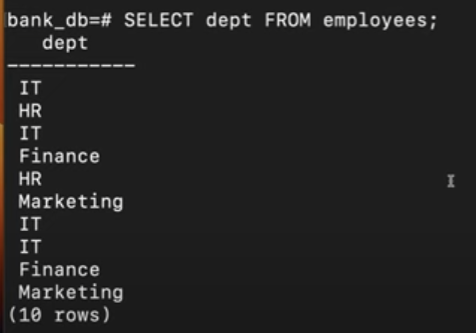 bank_db=# SELECT dept FROM employees;
dept
-----------
IT
HR
IT
Finance
HR
Marketing
IT
IT
Finance
Marketing
(10 rows)